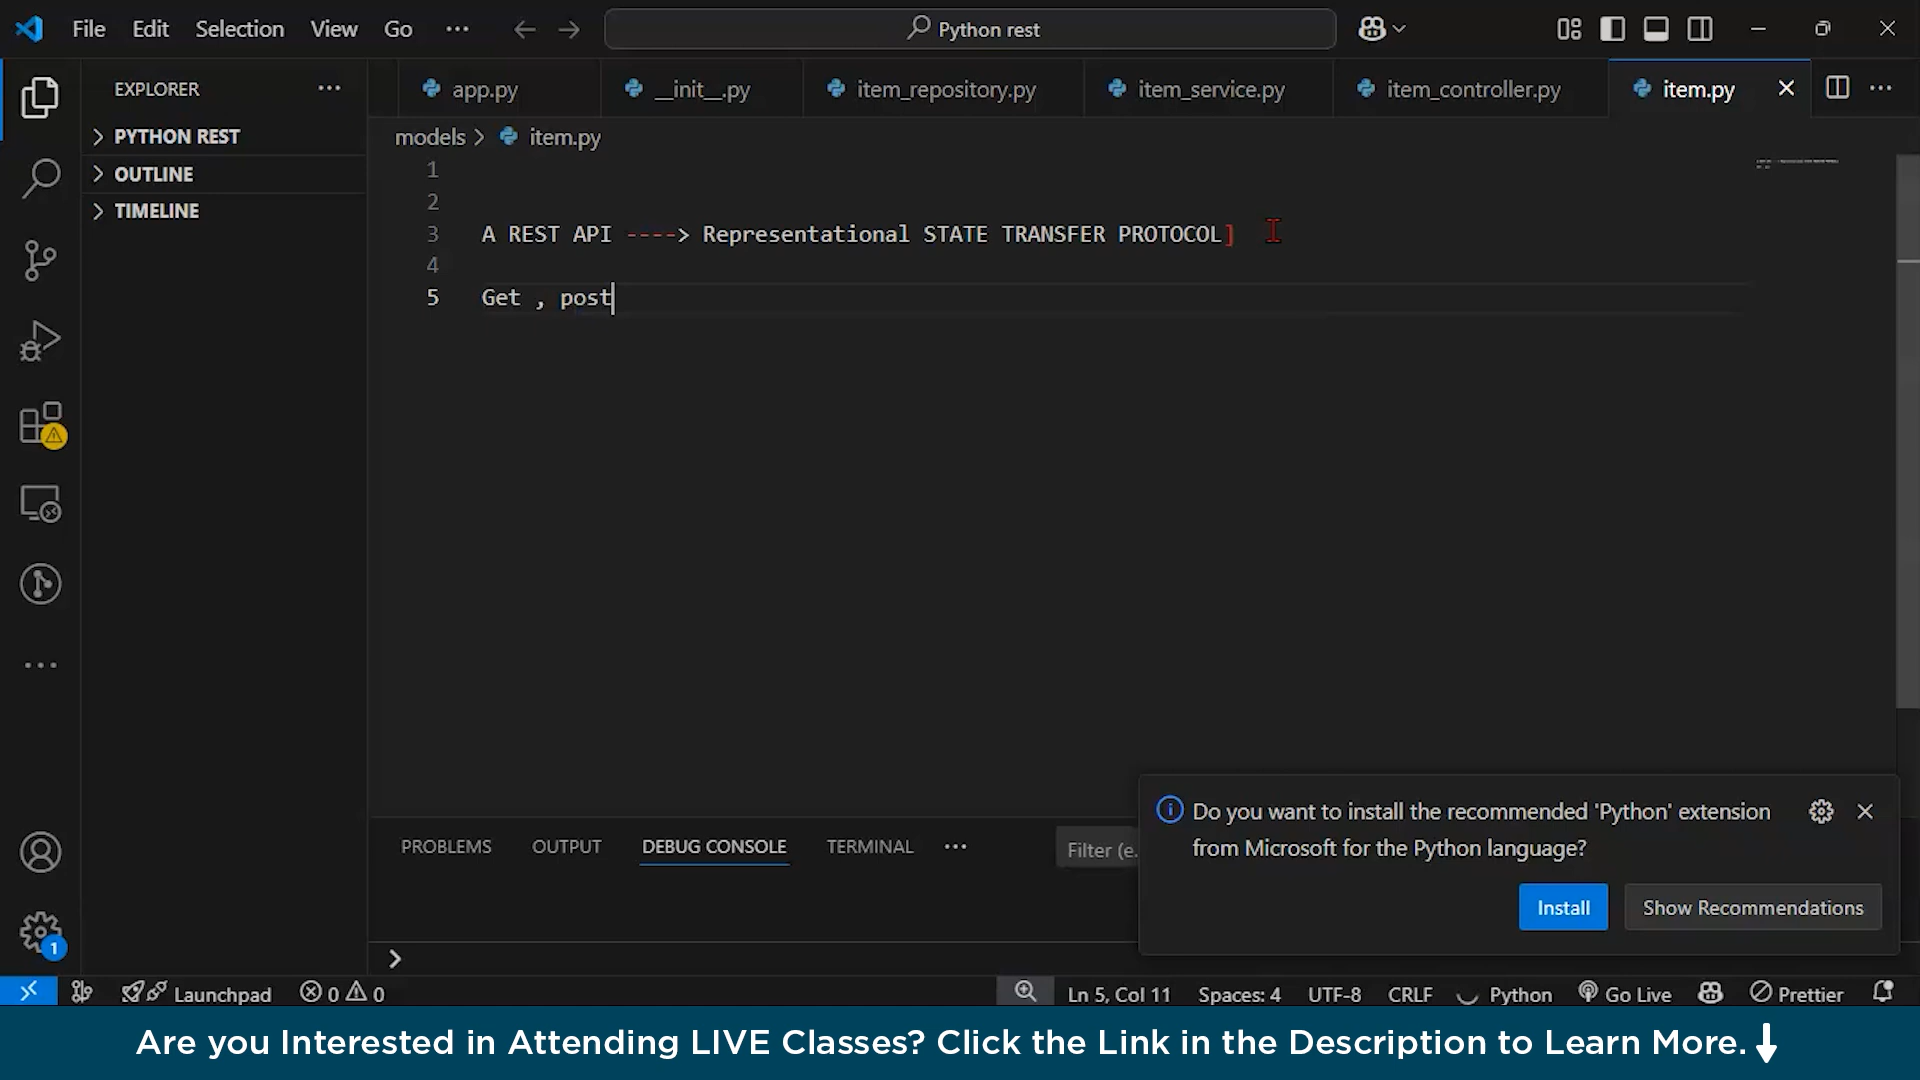 File Edit Selection View Go ··· Python rest
EXPLORER ···
PYTHON REST
OUTLINE
TIMELINE
app.py __init__.py item_repository.py item_service.py item_controller.py item.py ···
models > item.py
1
2
3 A REST API ----> Representational STATE TRANSFER PROTOCOL]
4
5 Get , post
PROBLEMS OUTPUT DEBUG CONSOLE TERMINAL ··· Filter (e.
Do you want to install the recommended 'Python' extension
from Microsoft for the Python language?
Install Show Recommendations
1
Launchpad 0 0 Ln 5, Col 11 Spaces: 4 UTF-8 CRLF Python Go Live Prettier
Are you Interested in Attending LIVE Classes? Click the Link in the Description to Learn More.